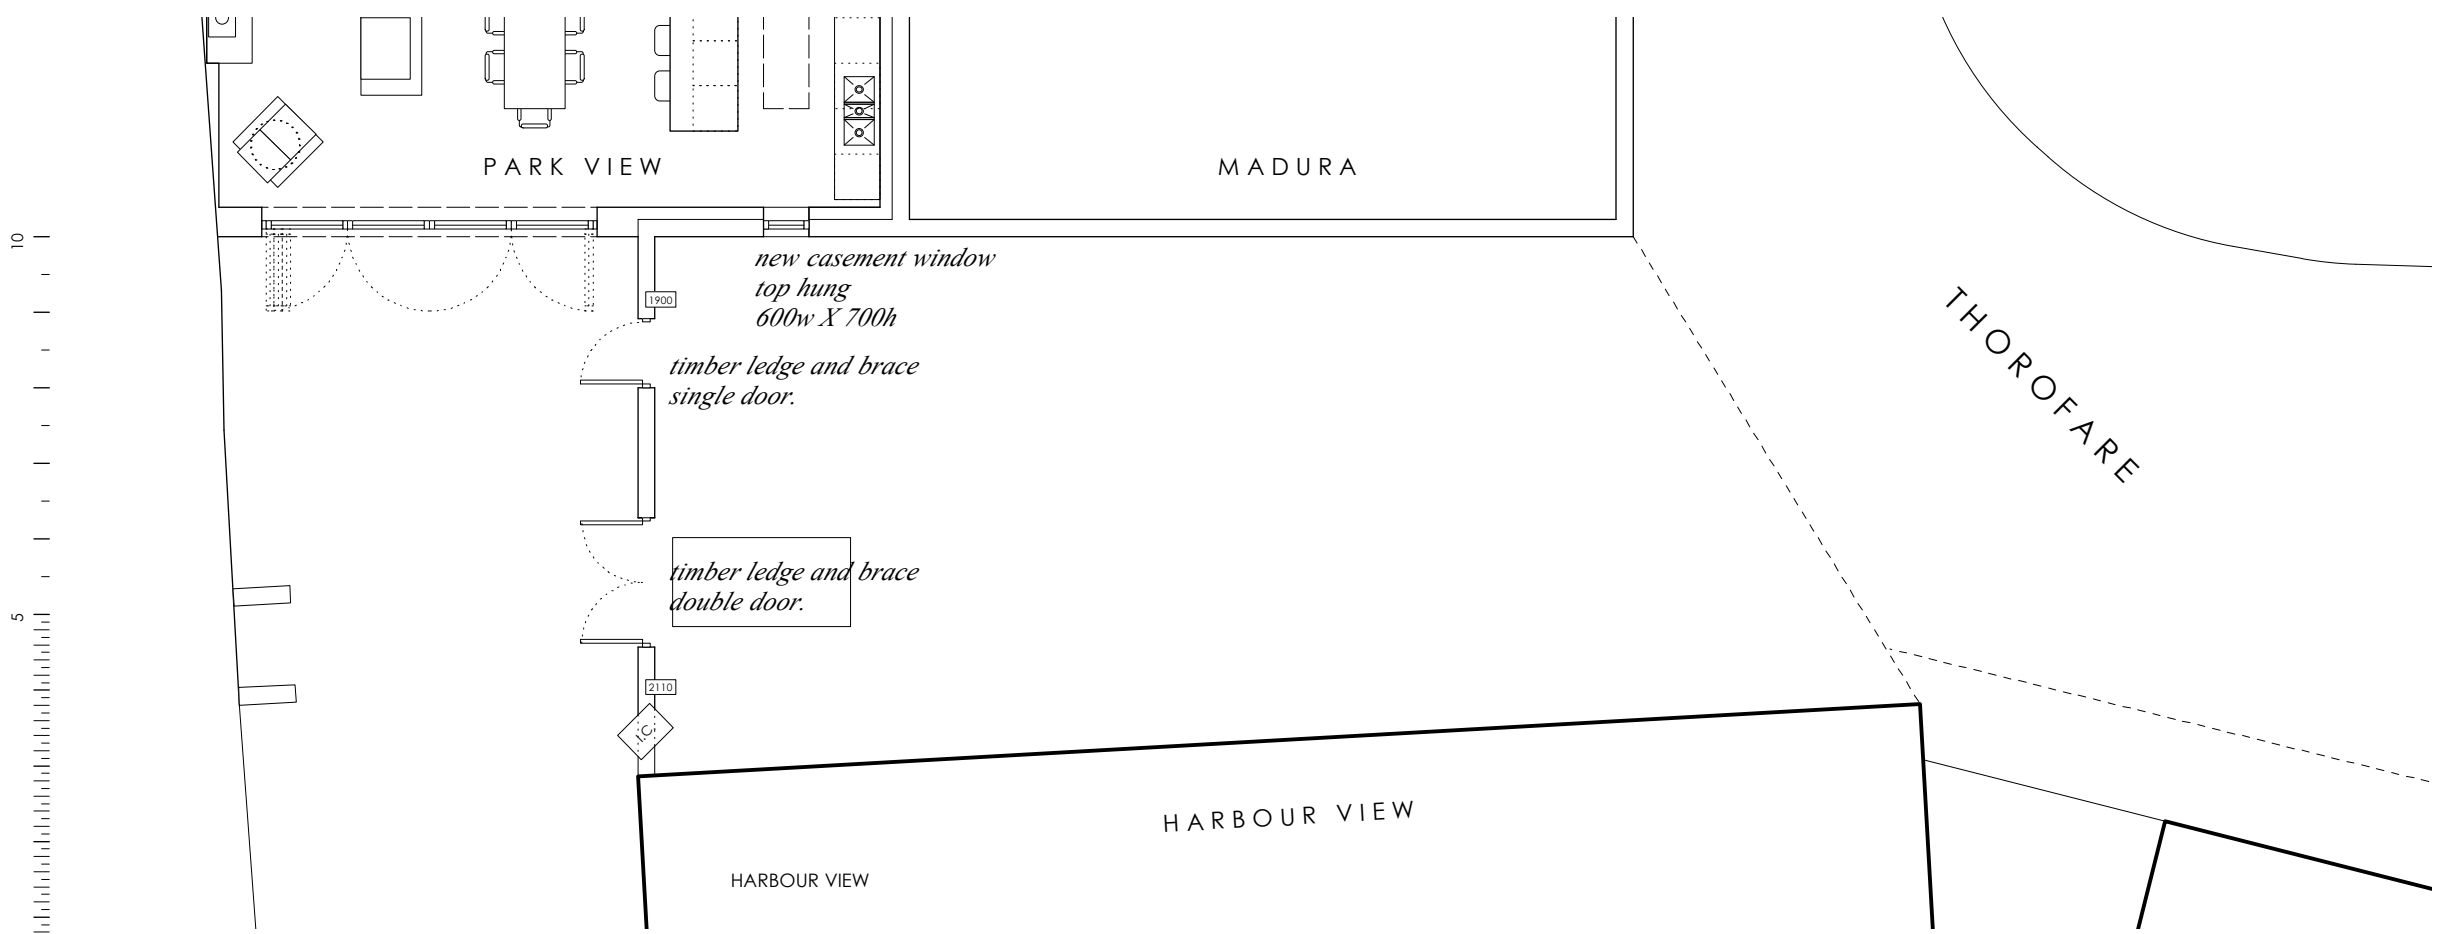 PARK VIEW
MADURA
10
new casement window
top hung
600w X 700h
1900
THOROFARE
timber ledge and brace
single door.
timber ledge and brace
double door.
5
2110
I.C.
HARBOUR VIEW
HARBOUR VIEW